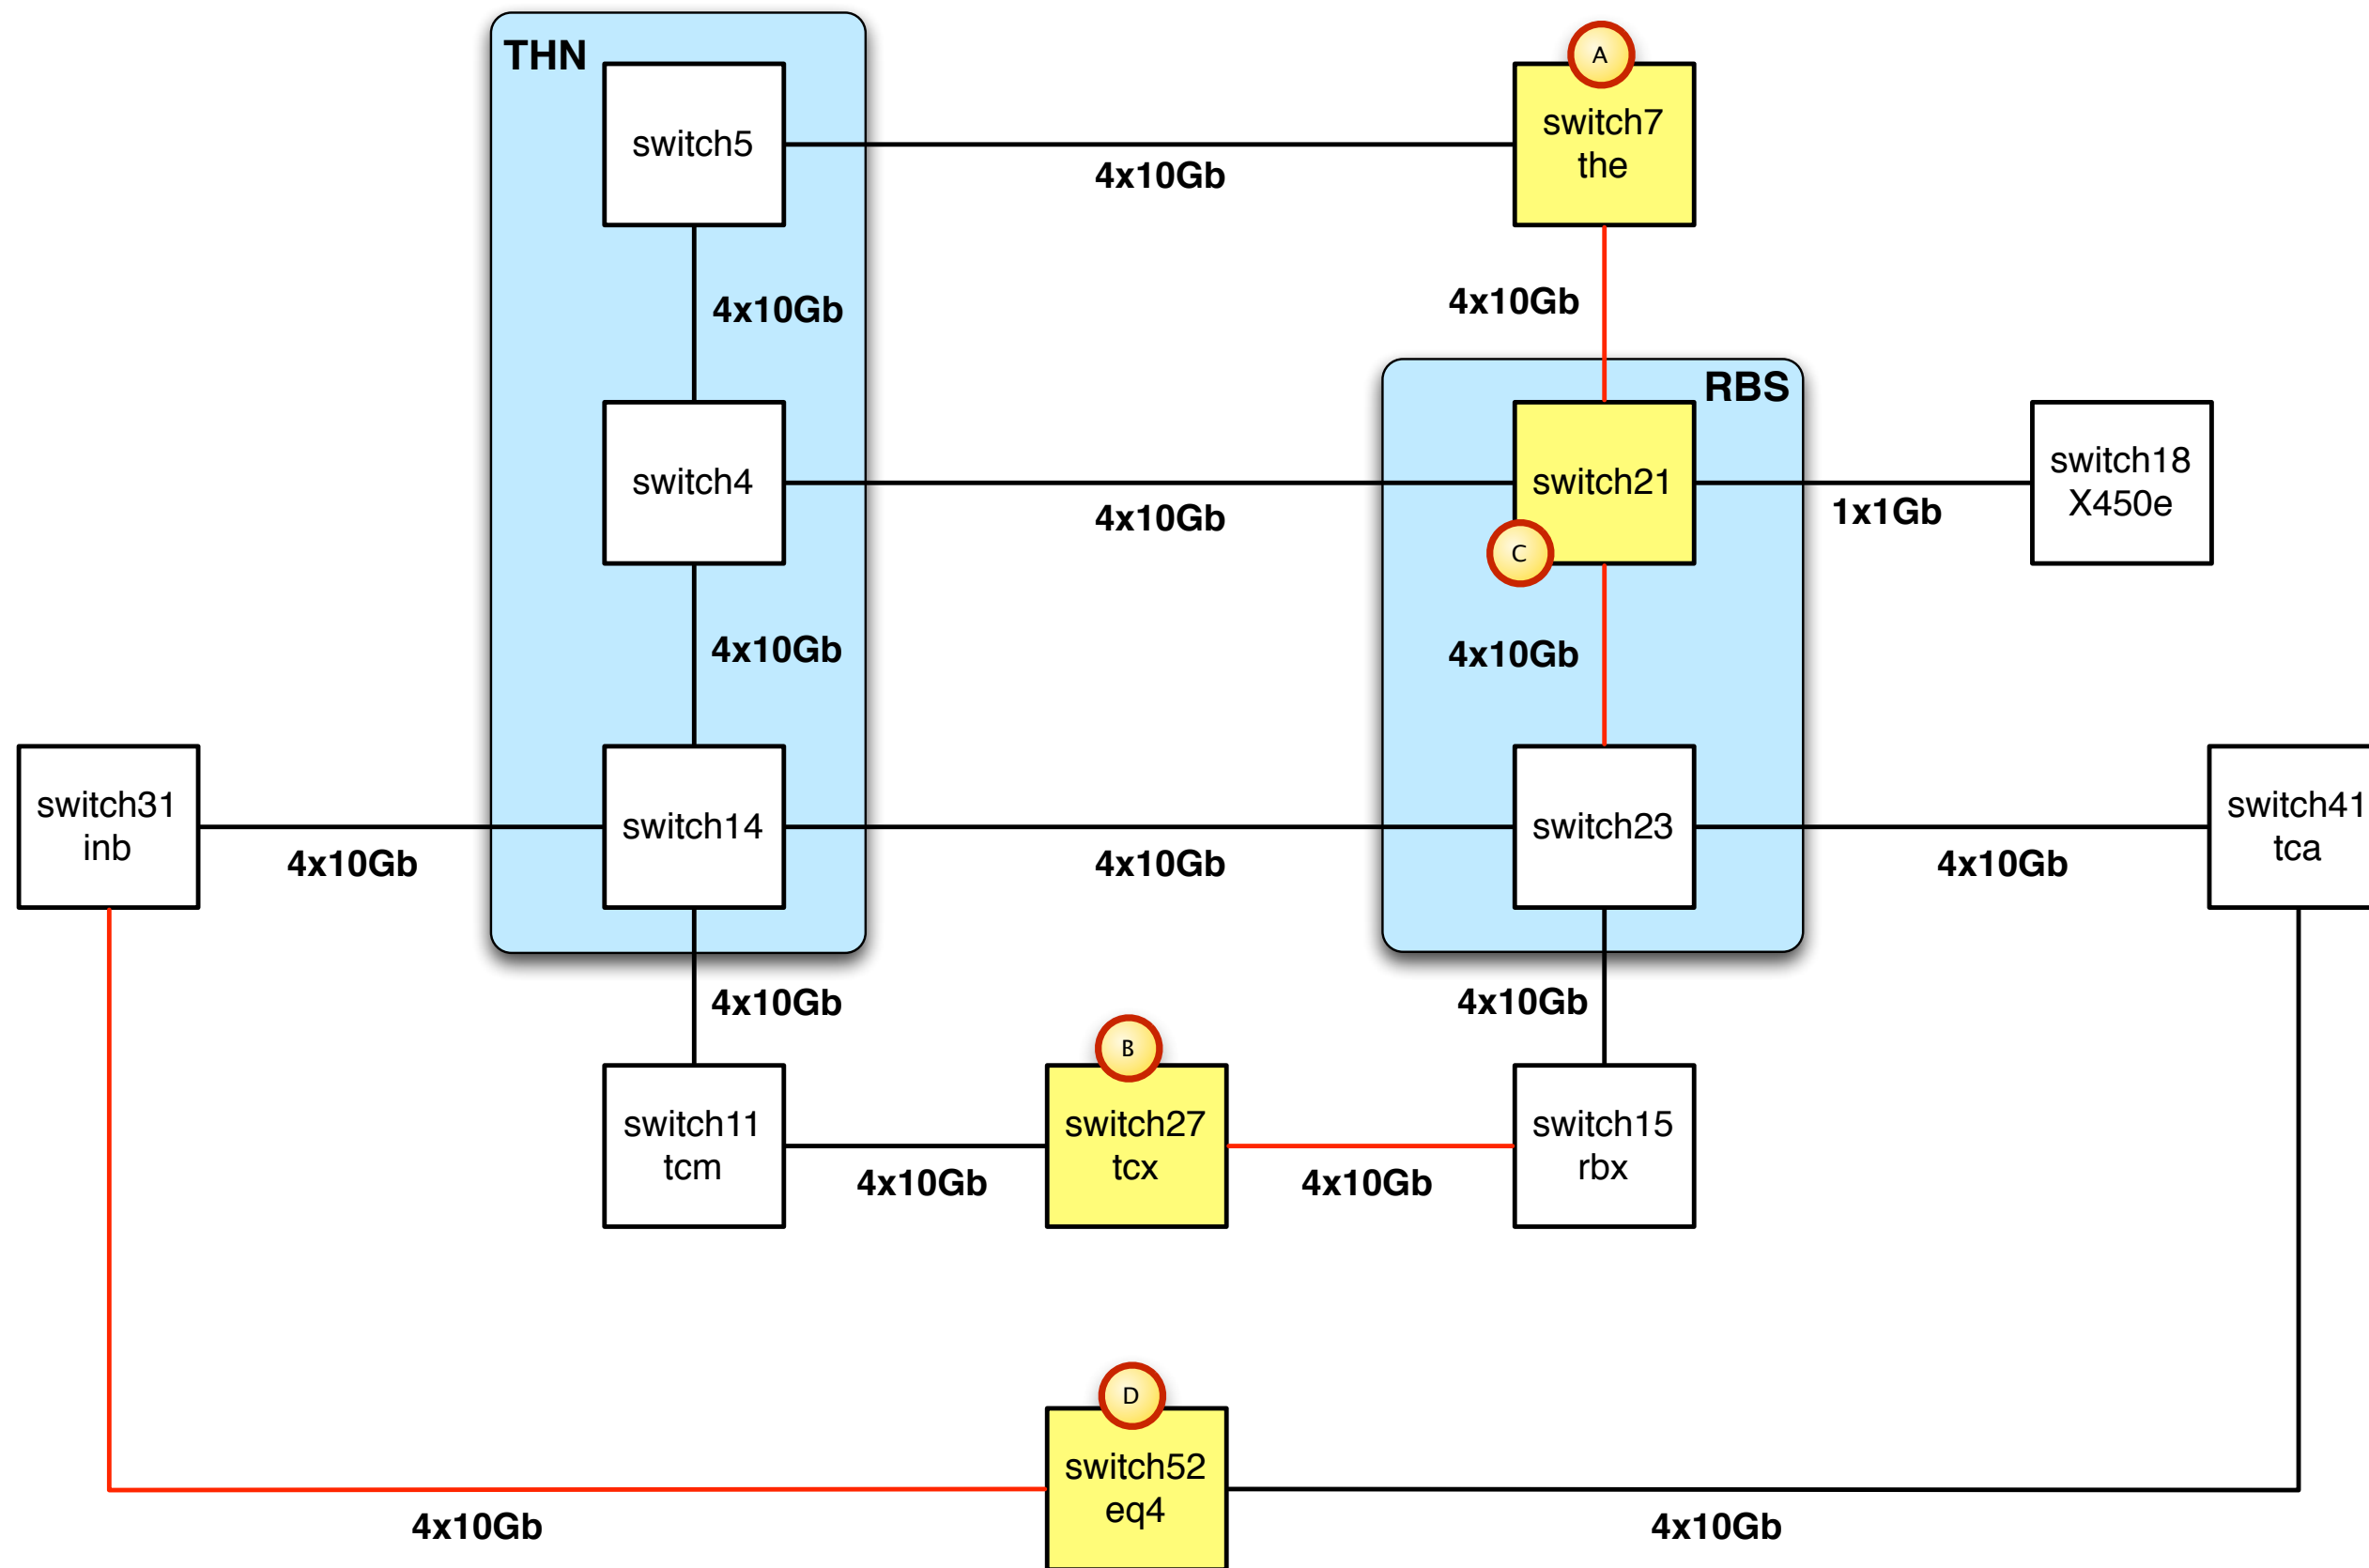 THN
A
switch5
switch7
the
4x10Gb
4x10Gb
4x10Gb
RBS
switch4
switch21
switch18
X450e
4x10Gb
1x1Gb
C
4x10Gb
4x10Gb
switch31
inb
switch14
switch23
switch41
tca
4x10Gb
4x10Gb
4x10Gb
4x10Gb
4x10Gb
B
switch11
tcm
switch27
tcx
switch15
rbx
4x10Gb
4x10Gb
D
switch52
eq4
4x10Gb
4x10Gb